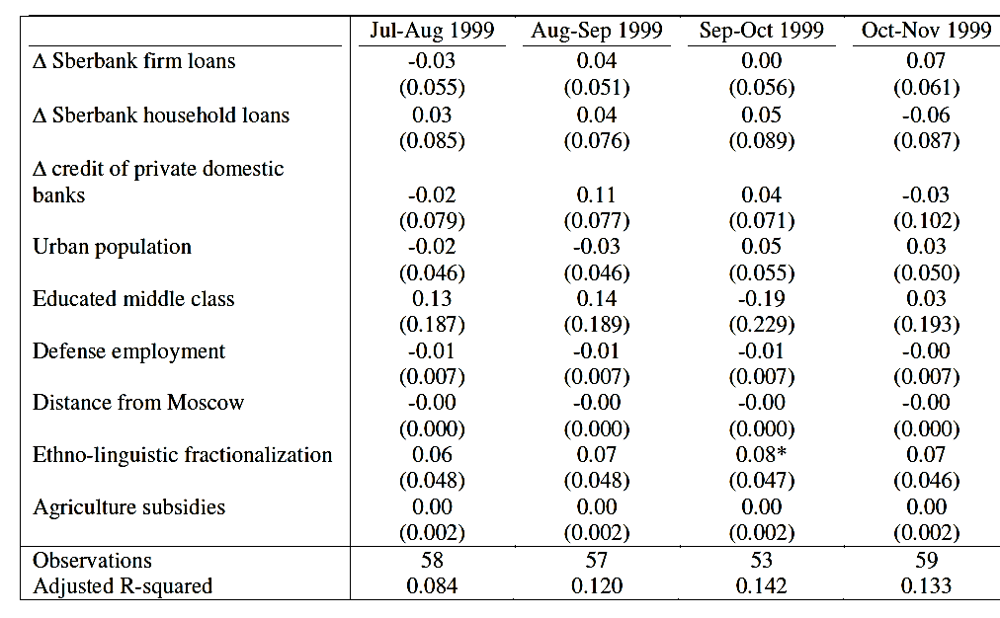 Jul-Aug 1999 Aug-Sep 1999 Sep-Oct 1999 Oct-Nov 1999
Δ Sberbank firm loans -0.03 0.04 0.00 0.07
(0.055) (0.051) (0.056) (0.061)
Δ Sberbank household loans 0.03 0.04 0.05 -0.06
(0.085) (0.076) (0.089) (0.087)
Δ credit of private domestic
banks -0.02 0.11 0.04 -0.03
(0.079) (0.077) (0.071) (0.102)
Urban population -0.02 -0.03 0.05 0.03
(0.046) (0.046) (0.055) (0.050)
Educated middle class 0.13 0.14 -0.19 0.03
(0.187) (0.189) (0.229) (0.193)
Defense employment -0.01 -0.01 -0.01 -0.00
(0.007) (0.007) (0.007) (0.007)
Distance from Moscow -0.00 -0.00 -0.00 -0.00
(0.000) (0.000) (0.000) (0.000)
Ethno-linguistic fractionalization 0.06 0.07 0.08* 0.07
(0.048) (0.048) (0.047) (0.046)
Agriculture subsidies 0.00 0.00 0.00 0.00
(0.002) (0.002) (0.002) (0.002)
Observations 58 57 53 59
Adjusted R-squared 0.084 0.120 0.142 0.133